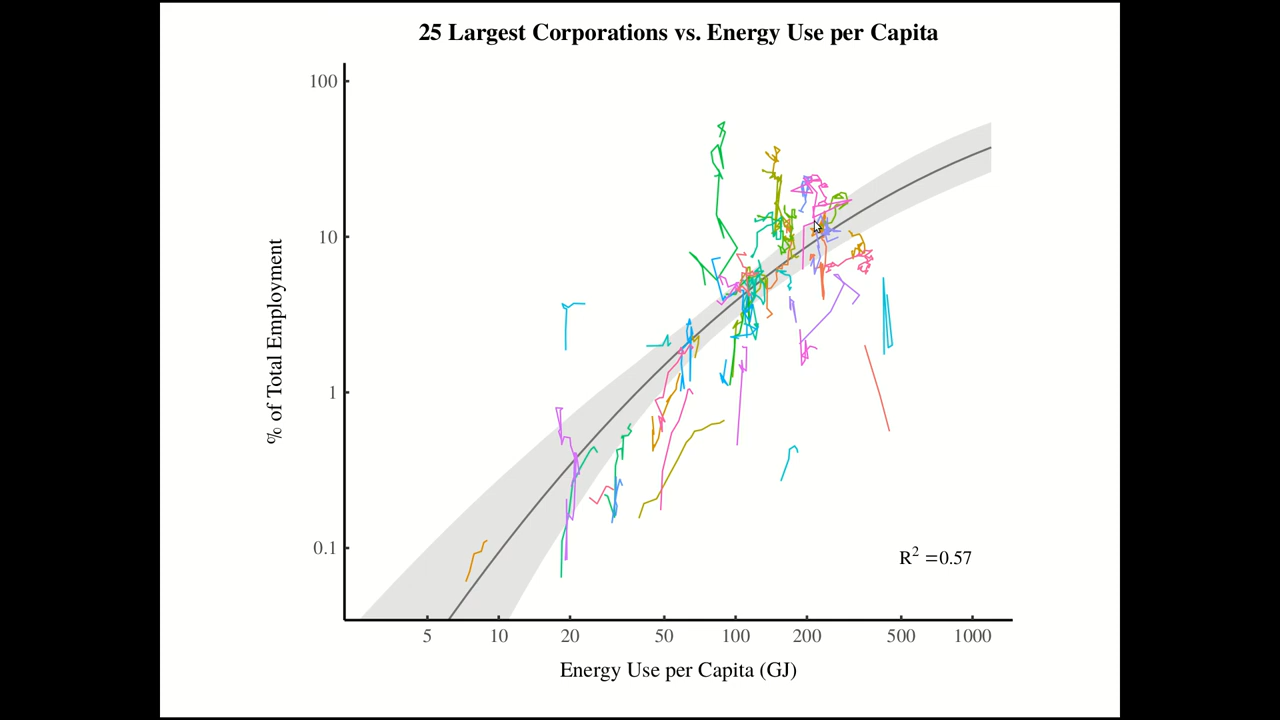 25 Largest Corporations vs. Energy Use per Capita
100
10
1
0.1
% of Total Employment
R² =0.57
5 10 20 50 100 200 500 1000
Energy Use per Capita (GJ)